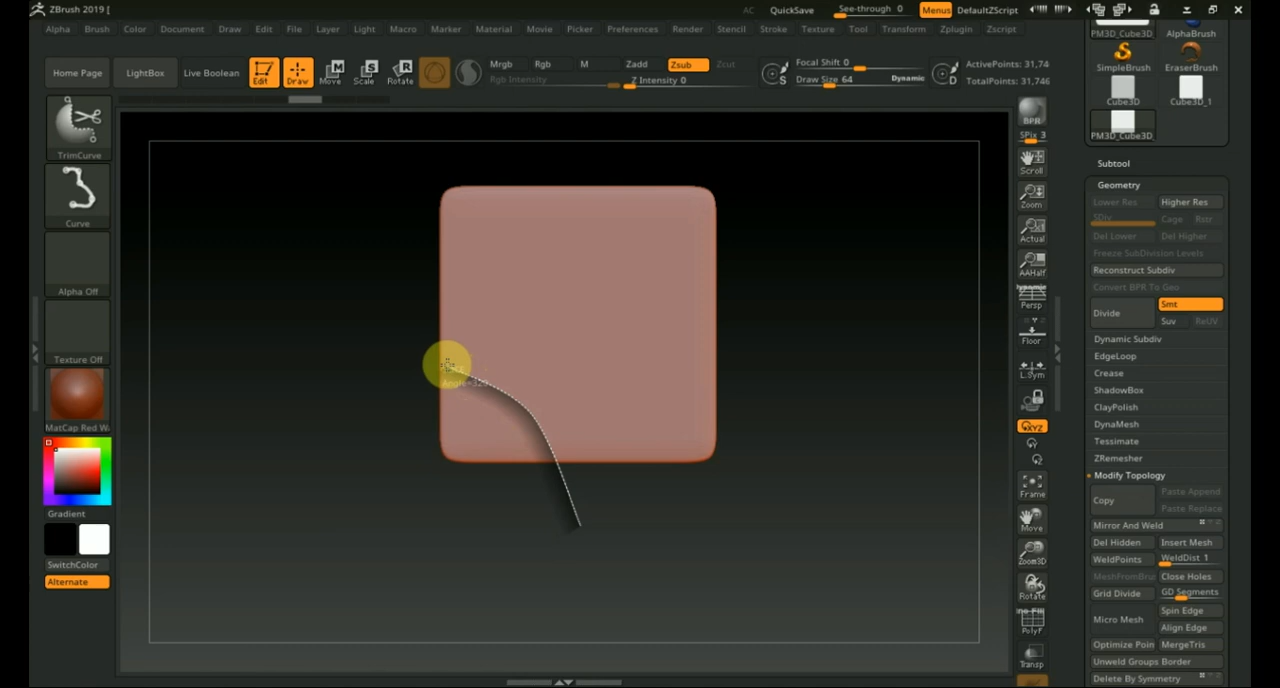 ZBrush 2019 [
AC QuickSave See-through 0 Menus DefaultZScript
Alpha Brush Color Document Draw Edit File Layer Light Macro Marker Material Movie Picker Preferences Render Stencil Stroke Texture Tool Transform Zplugin Zscript
Home Page LightBox Live Boolean Edit Draw Move Scale Rotate
Mrgb Rgb M Zadd Zsub Zcut
Rgb Intensity Z Intensity 0
Focal Shift 0
Draw Size 64 Dynamic
S
D
ActivePoints: 31,74
TotalPoints: 31,746
TrimCurve
Curve
Alpha Off
Texture Off
MatCap Red Wa
Gradient
SwitchColor
Alternate
BPR
SPix 3
Scroll
Zoom
Actual
AAHalf
Dynamic
Persp
Floor
L.Sym
XYZ
Frame
Move
Zoom3D
Rotate
PolyF
Transp
PM3D_Cube3D AlphaBrush
SimpleBrush EraserBrush
Cube3D Cube3D_1
PM3D_Cube3D_
Subtool
Geometry
Lower Res Higher Res
SDiv Cage Rstr
Del Lower Del Higher
Freeze SubDivision Levels
Reconstruct Subdiv
Convert BPR To Geo
Divide Smt
Suv ReUV
Dynamic Subdiv
EdgeLoop
Crease
ShadowBox
ClayPolish
DynaMesh
Tessimate
ZRemesher
Modify Topology
Copy Paste Append
Paste Replace
Mirror And Weld
Del Hidden Insert Mesh
WeldPoints WeldDist 1
MeshFromBru Close Holes
Grid Divide GD Segments
Micro Mesh Spin Edge
Align Edge
Optimize Poin MergeTris
Unweld Groups Border
Delete By Symmetry